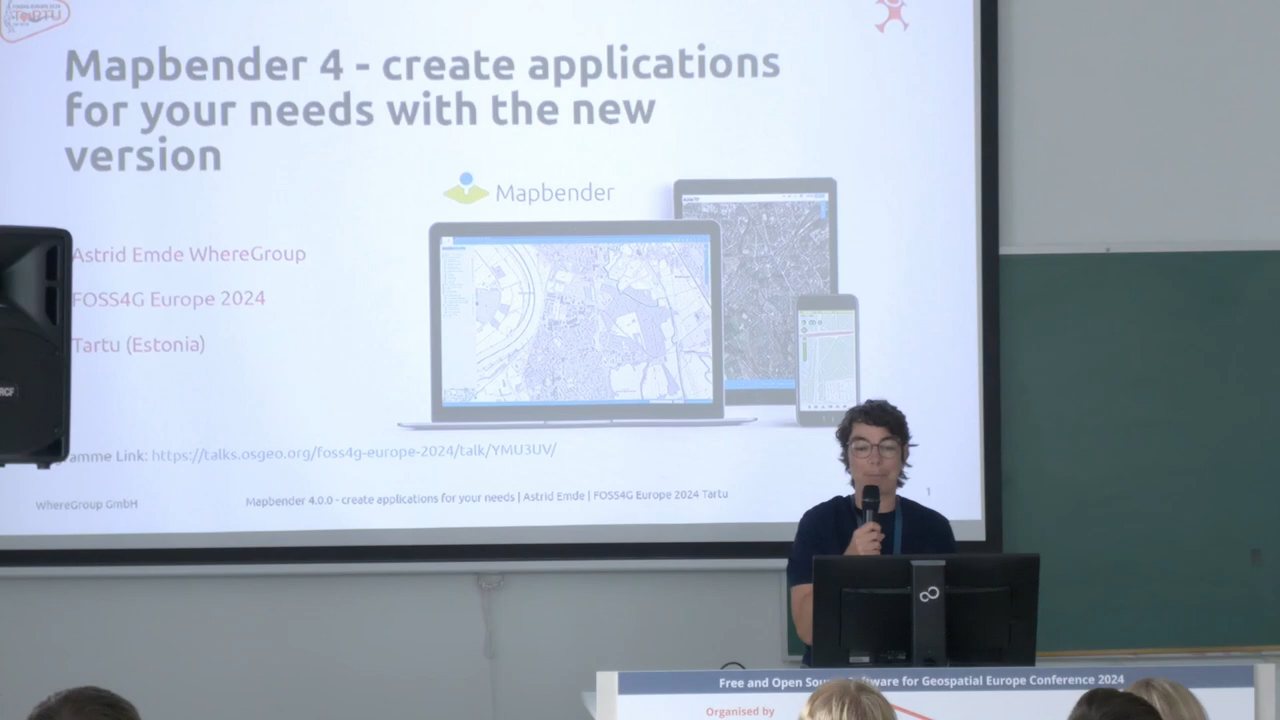 TARTU
Mapbender 4 - create applications
for your needs with the new
version
Mapbender
Astrid Emde WhereGroup
FOSS4G Europe 2024
Tartu (Estonia)
amme Link: https://talks.osgeo.org/foss4g-europe-2024/talk/YMU3UV/
WhereGroup GmbH
Mapbender 4.0.0 - create applications for your needs | Astrid Emde | FOSS4G Europe 2024 Tartu
1
RCF
Free and Open Sou Software for Geospatial Europe Conference 2024
Organised by